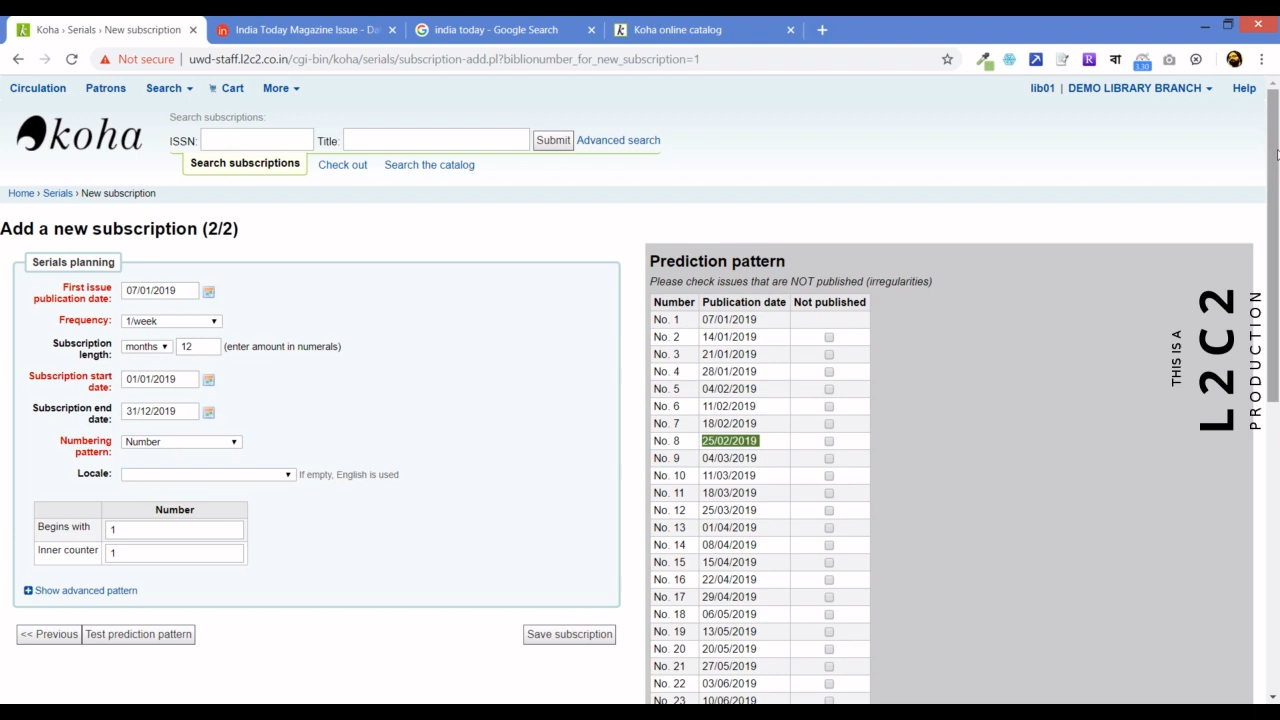 Koha › Serials › New subscription
India Today Magazine Issue - Da
india today - Google Search
Koha online catalog
Not secure | uwd-staff.l2c2.co.in/cgi-bin/koha/serials/subscription-add.pl?biblionumber_for_new_subscription=1
R
বা
3.30
Circulation Patrons Search Cart More lib01 | DEMO LIBRARY BRANCH Help
koha
Search subscriptions:
ISSN: Title: Submit Advanced search
Search subscriptions Check out Search the catalog
Home › Serials › New subscription
Add a new subscription (2/2)
Serials planning
First issue
publication date: 07/01/2019
Frequency: 1/week
Subscription
length: months 12 (enter amount in numerals)
Subscription start
date: 01/01/2019
Subscription end
date: 31/12/2019
Numbering
pattern: Number
Locale: If empty, English is used
Number
Begins with 1
Inner counter 1
Show advanced pattern
<< Previous Test prediction pattern Save subscription
Prediction pattern
Please check issues that are NOT published (irregularities)
Number Publication date Not published
No. 1 07/01/2019
No. 2 14/01/2019
No. 3 21/01/2019
No. 4 28/01/2019
No. 5 04/02/2019
No. 6 11/02/2019
No. 7 18/02/2019
No. 8 25/02/2019
No. 9 04/03/2019
No. 10 11/03/2019
No. 11 18/03/2019
No. 12 25/03/2019
No. 13 01/04/2019
No. 14 08/04/2019
No. 15 15/04/2019
No. 16 22/04/2019
No. 17 29/04/2019
No. 18 06/05/2019
No. 19 13/05/2019
No. 20 20/05/2019
No. 21 27/05/2019
No. 22 03/06/2019
No. 23 10/06/2019
THIS IS A
L2C2
PRODUCTION